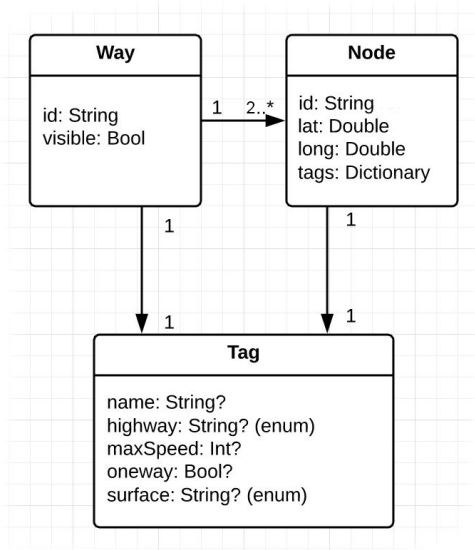 Way
id: String
visible: Bool
1
2..*
Node
id: String
lat: Double
long: Double
tags: Dictionary
1
1
1
1
Tag
name: String?
highway: String? (enum)
maxSpeed: Int?
oneway: Bool?
surface: String? (enum)